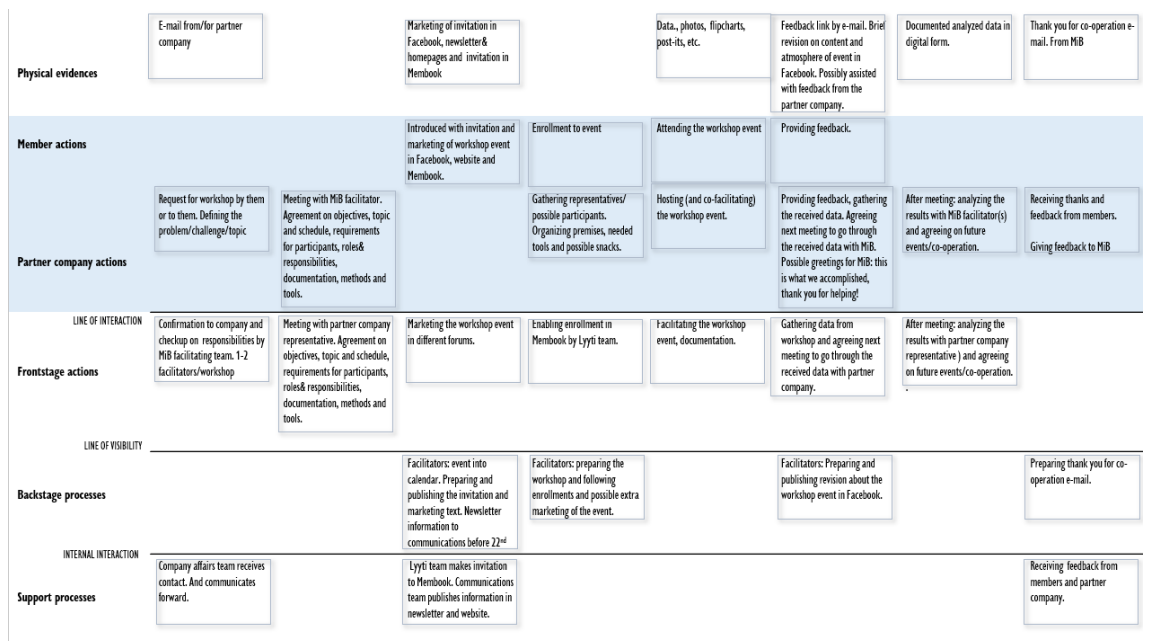 E-mail from/for partner
company
Marketing of invitation in
Facebook, newsletter&
homepages and invitation in
Membook
Data., photos, flipcharts,
post-its, etc.
Feedback link by e-mail. Brief
revision on content and
atmosphere of event in
Facebook. Possibly assisted
with feedback from the
partner company.
Documented analyzed data in
digital form.
Thank you for co-operation e-
mail. From MiB
Physical evidences
Member actions
Introduced with invitation and
marketing of workshop event
in Facebook, website and
Membook.
Enrollment to event
Attending the workshop event
Providing feedback.
Partner company actions
Request for workshop by them
or to them. Defining the
problem/challenge/topic
Meeting with MiB facilitator.
Agreement on objectives, topic
and schedule, requirements
for participants, roles&
responsibilities,
documentation, methods and
tools.
Gathering representatives/
possible participants.
Organizing premises, needed
tools and possible snacks.
Hosting (and co-facilitating)
the workshop event.
Providing feedback, gathering
the received data. Agreeing
next meeting to go through
the received data with MiB.
Possible greetings for MiB: this
is what we accomplished,
thank you for helping!
After meeting: analyzing the
results with MiB facilitator(s)
and agreeing on future
events/co-operation.
Receiving thanks and
feedback from members.
Giving feedback to MiB
LINE OF INTERACTION
Frontstage actions
Confirmation to company and
checkup on responsibilities by
MiB facilitating team. 1-2
facilitators/workshop
Meeting with partner company
representative. Agreement on
objectives, topic and schedule,
requirements for participants,
roles& responsibilities,
documentation, methods and
tools.
Marketing the workshop event
in different forums.
Enabling enrollment in
Membook by Lyyti team.
Facilitating the workshop
event, documentation.
Gathering data from
workshop and agreeing next
meeting to go through the
received data with partner
company.
After meeting: analyzing the
results with partner company
representative ) and agreeing
on future events/co-operation.
.
LINE OF VISIBILITY
Backstage processes
Facilitators: event into
calendar. Preparing and
publishing the invitation and
marketing text. Newsletter
information to
communications before 22nd
Facilitators: preparing the
workshop and following
enrollments and possible extra
marketing of the event.
Facilitators: Preparing and
publishing revision about the
workshop event in Facebook.
Preparing thank you for co-
operation e-mail.
INTERNAL INTERACTION
Support processes
Company affairs team receives
contact. And communicates
forward.
Lyyti team makes invitation
to Membook. Communications
team publishes information in
newsletter and website.
Receiving feedback from
members and partner
company.